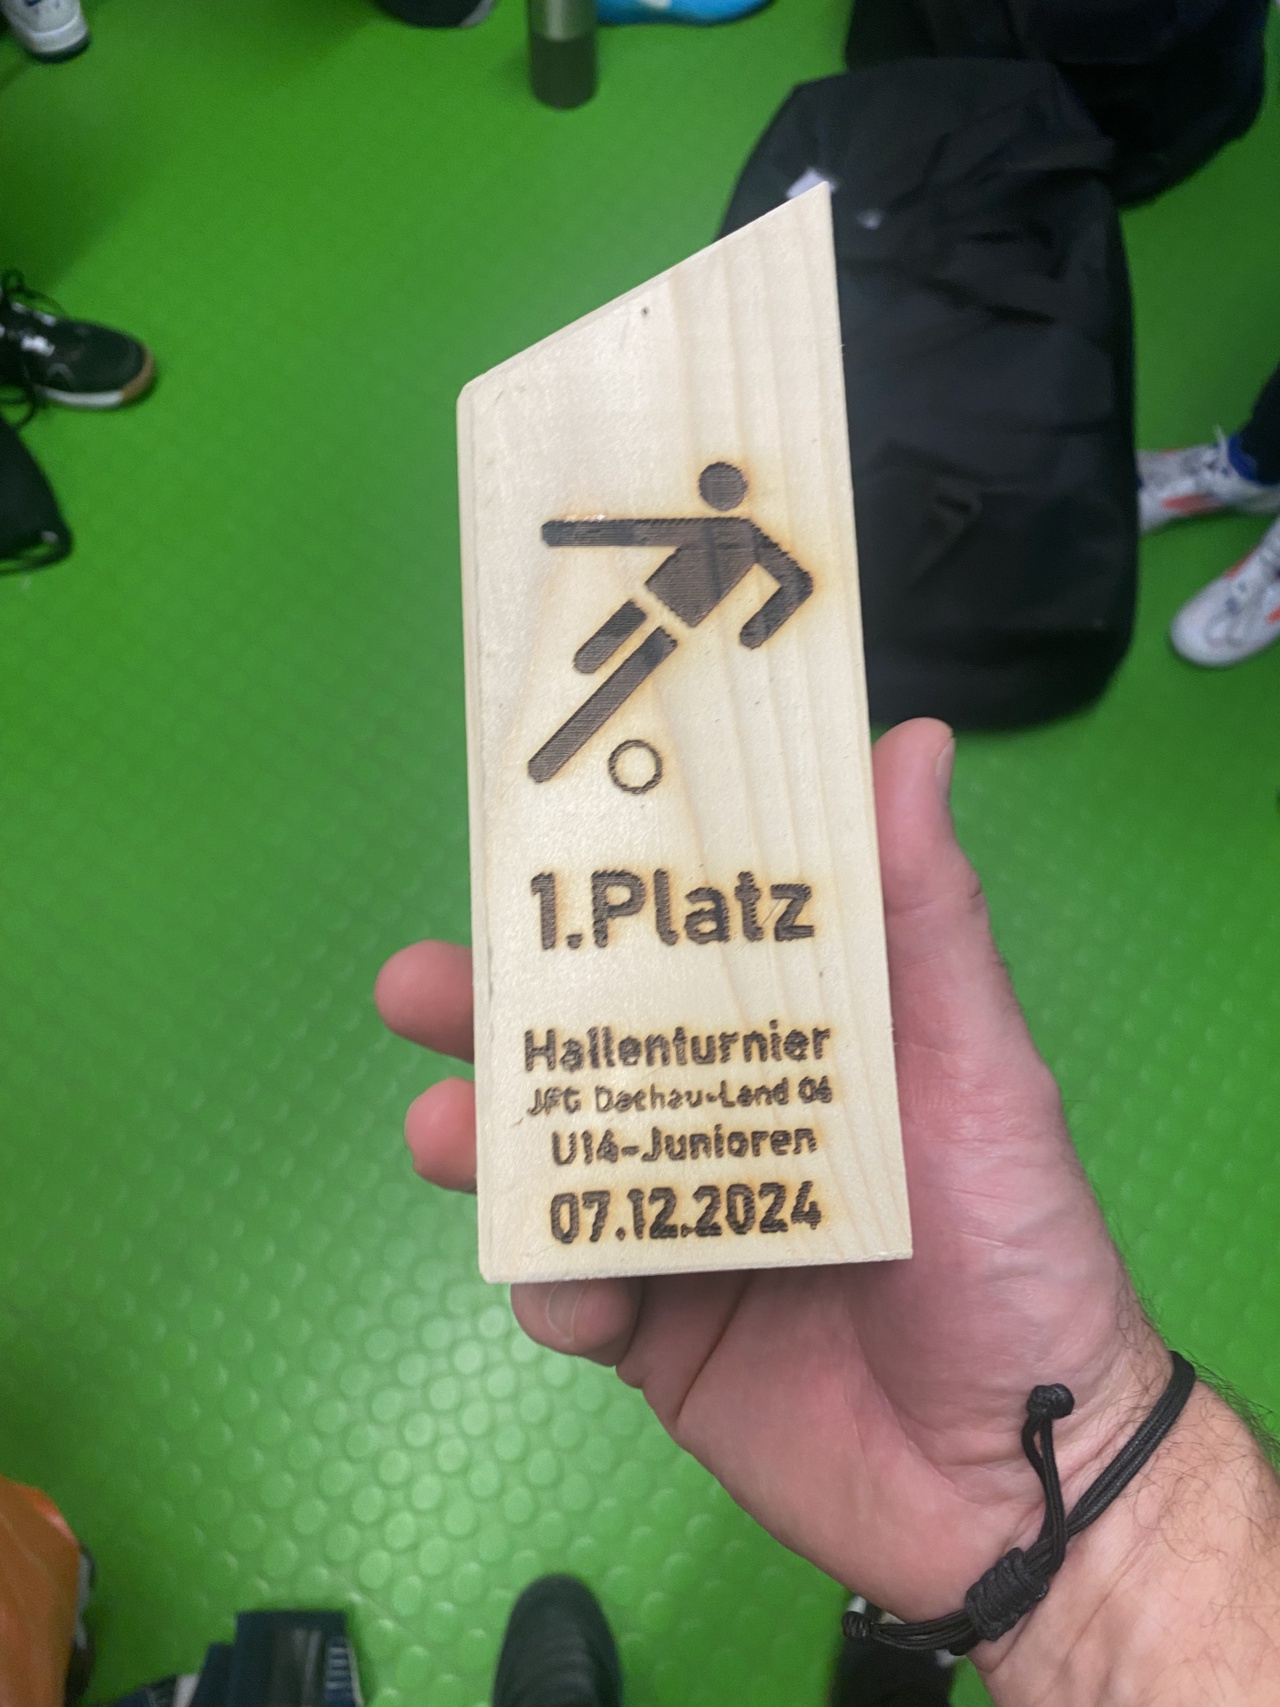 1.Platz
Hallenturnier
JFG Dachau-Land 06
U14-Junioren
07.12.2024